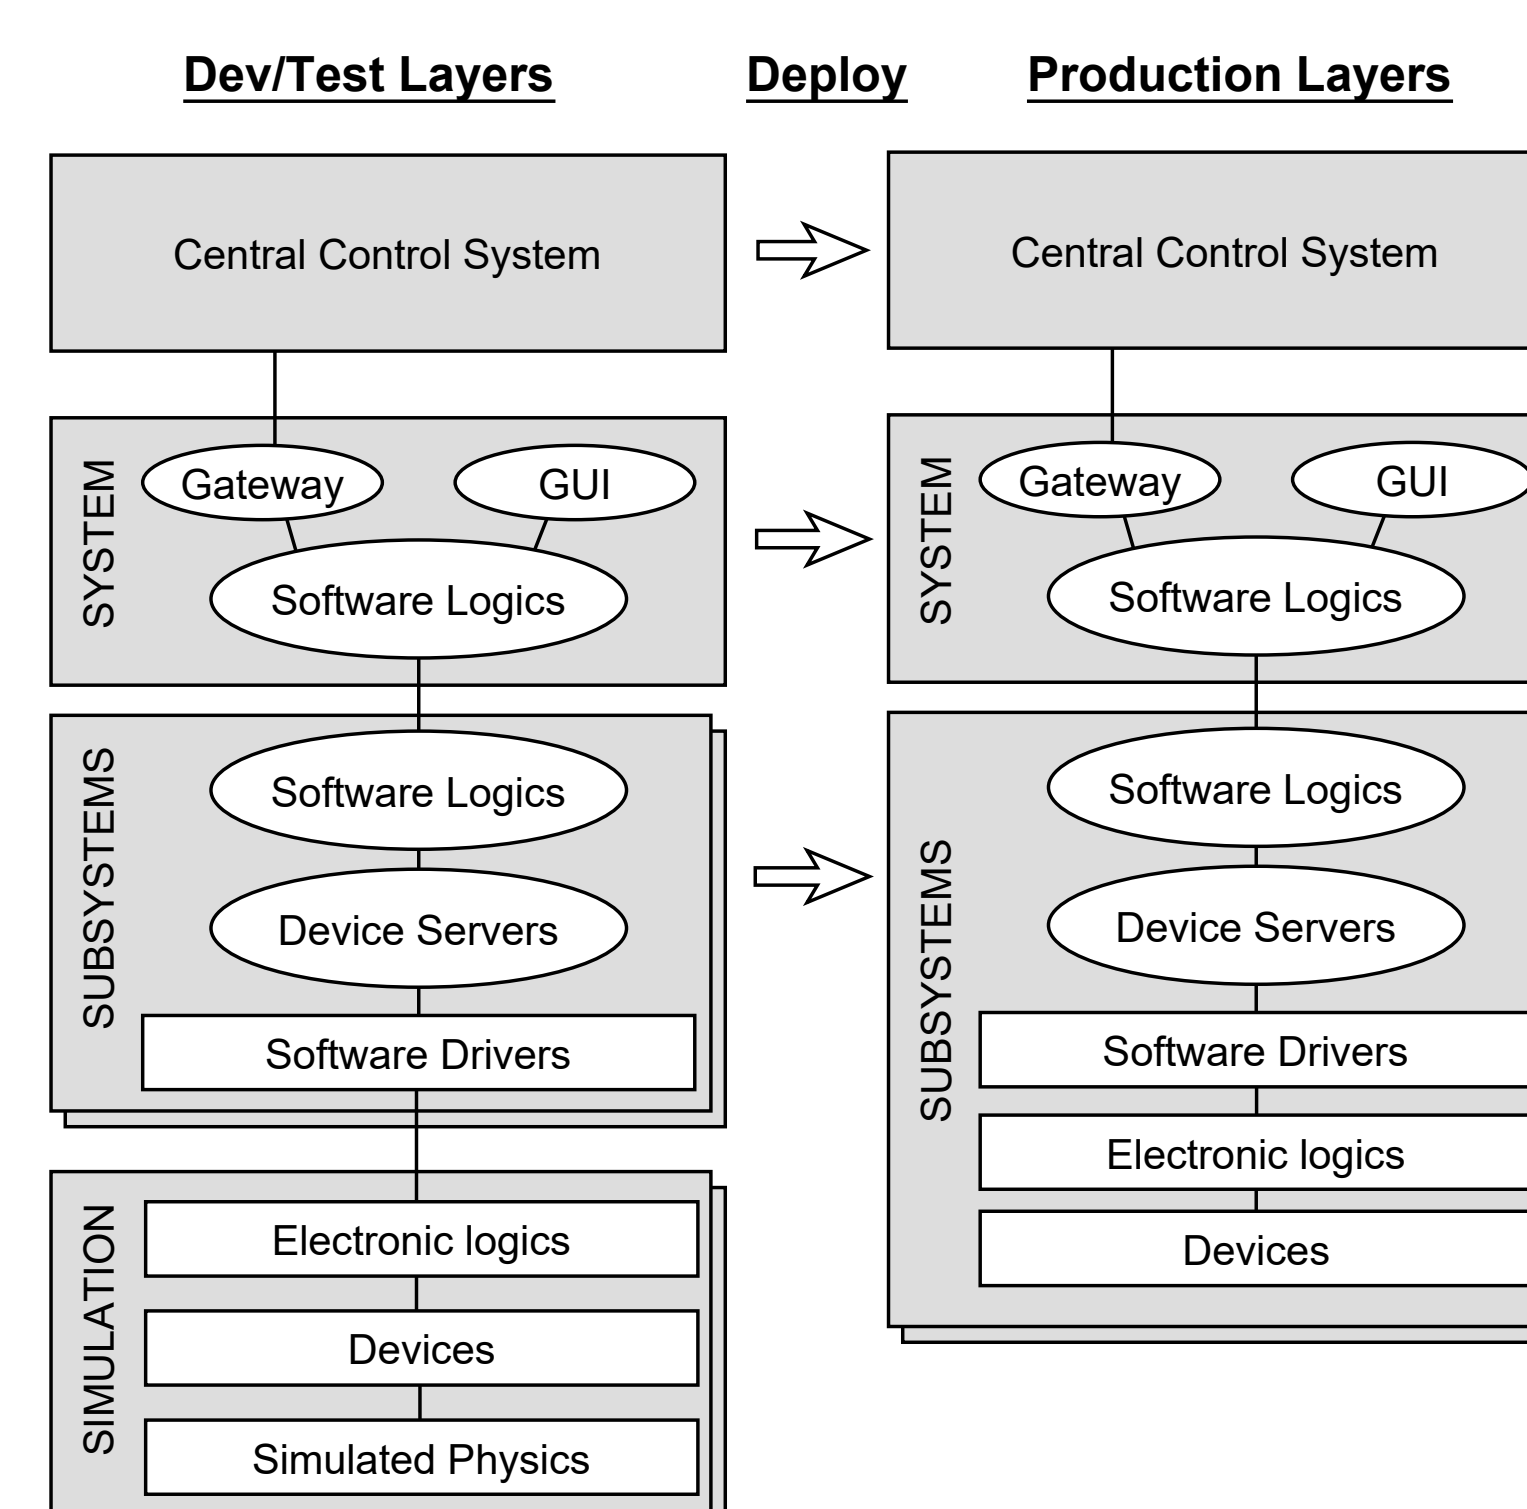 Dev/Test Layers
Deploy
Production Layers
Central Control System
Central Control System
SYSTEM
Gateway
GUI
Software Logics
SYSTEM
Gateway
GUI
Software Logics
SUBSYSTEMS
Software Logics
Device Servers
Software Drivers
SUBSYSTEMS
Software Logics
Device Servers
Software Drivers
Electronic logics
Devices
SIMULATION
Electronic logics
Devices
Simulated Physics